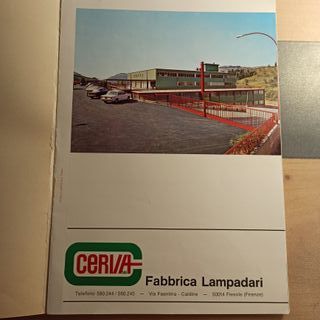 CERVA
Fabbrica Lampadari
Telefono 590.244 / 590.245 — Via Faentina - Caldine — 50014 Fiesole (Firenze)